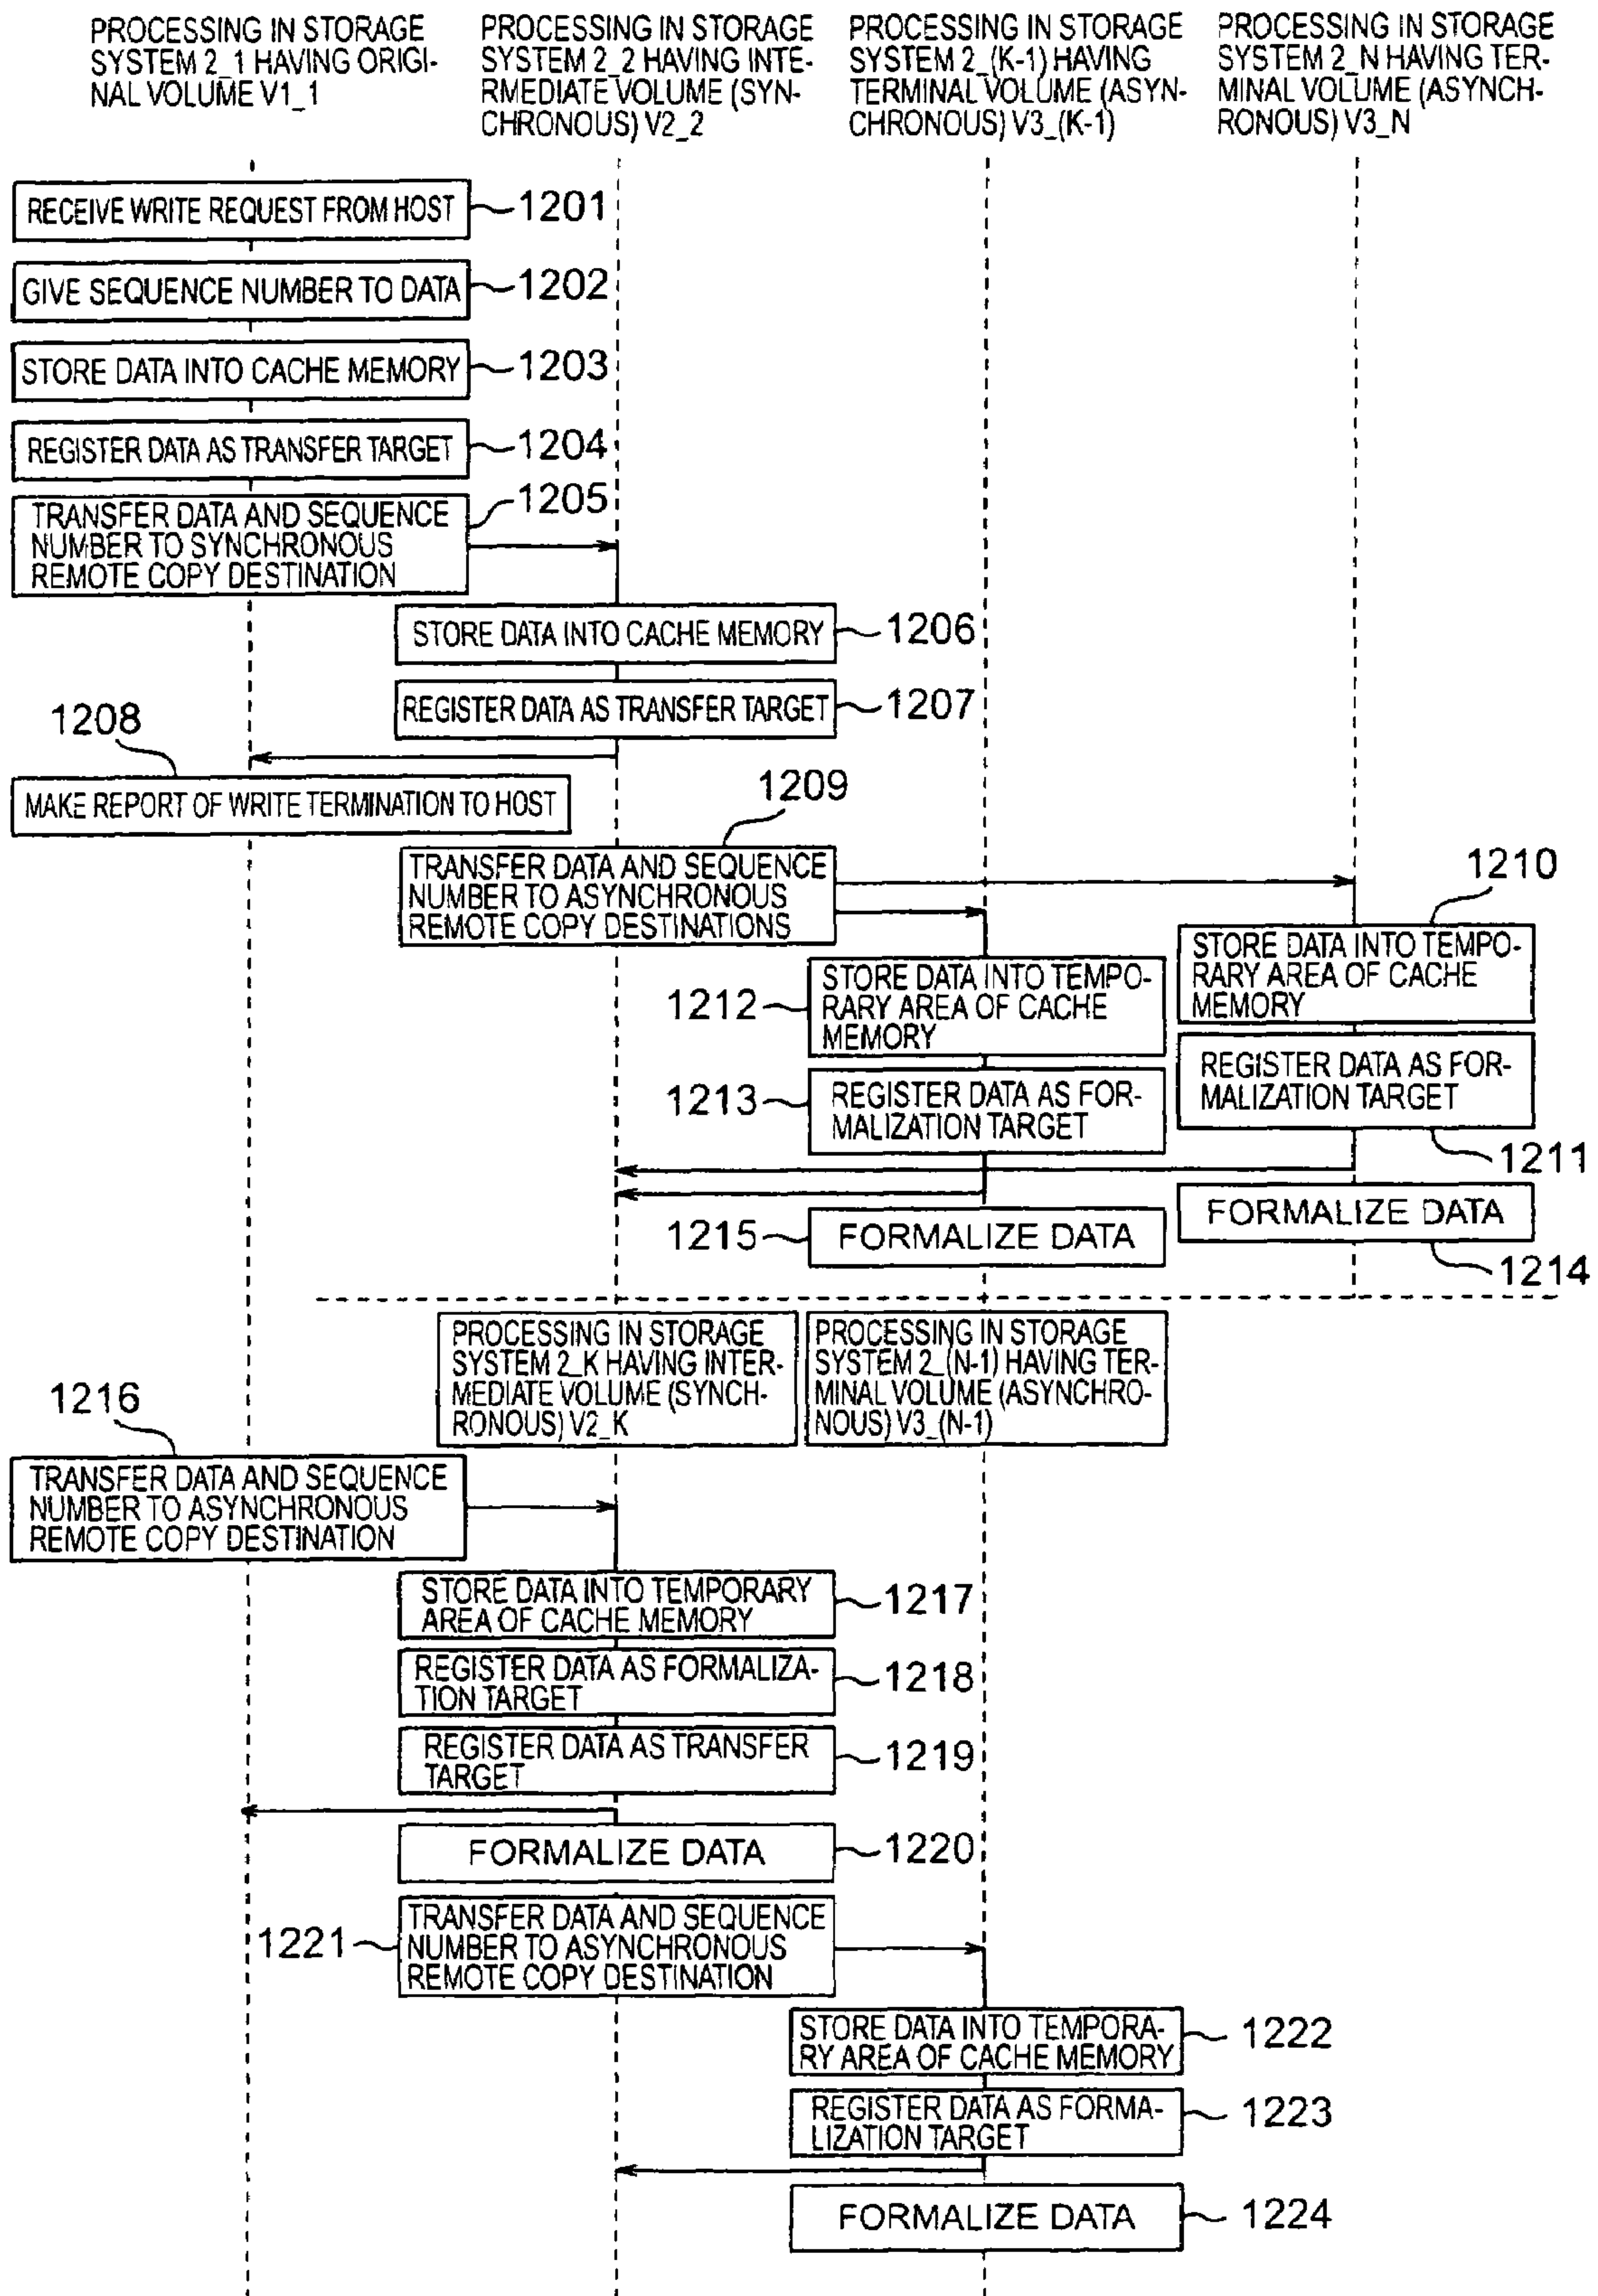 PROCESSING IN STORAGE
SYSTEM 2_1 HAVING ORIGI-
NAL VOLUME V1_1
PROCESSING IN STORAGE
SYSTEM 2_2 HAVING INTE-
RMEDIATE VOLUME (SYN-
CHRONOUS) V2_2
PROCESSING IN STORAGE
SYSTEM 2_(K-1) HAVING
TERMINAL VOLUME (ASYN-
CHRONOUS) V3_(K-1)
PROCESSING IN STORAGE
SYSTEM 2_N HAVING TER-
MINAL VOLUME (ASYNCH-
RONOUS) V3_N
RECEIVE WRITE REQUEST FROM HOST
1201
GIVE SEQUENCE NUMBER TO DATA
1202
STORE DATA INTO CACHE MEMORY
1203
REGISTER DATA AS TRANSFER TARGET
1204
TRANSFER DATA AND SEQUENCE
NUMBER TO SYNCHRONOUS
REMOTE COPY DESTINATION
1205
STORE DATA INTO CACHE MEMORY
1206
REGISTER DATA AS TRANSFER TARGET
1207
1208
MAKE REPORT OF WRITE TERMINATION TO HOST
1209
TRANSFER DATA AND SEQUENCE
NUMBER TO ASYNCHRONOUS
REMOTE COPY DESTINATIONS
1210
STORE DATA INTO TEMPO-
RARY AREA OF CACHE
MEMORY
1212
STORE DATA INTO TEMPO-
RARY AREA OF CACHE
MEMORY
REGISTER DATA AS FOR-
MALIZATION TARGET
1211
1213
REGISTER DATA AS FOR-
MALIZATION TARGET
FORMALIZE DATA
1214
1215
FORMALIZE DATA
PROCESSING IN STORAGE
SYSTEM 2_K HAVING INTER-
MEDIATE VOLUME (SYNCH-
RONOUS) V2_K
PROCESSING IN STORAGE
SYSTEM 2_(N-1) HAVING TER-
MINAL VOLUME (ASYNCHRO-
NOUS) V3_(N-1)
1216
TRANSFER DATA AND SEQUENCE
NUMBER TO ASYNCHRONOUS
REMOTE COPY DESTINATION
STORE DATA INTO TEMPORARY
AREA OF CACHE MEMORY
1217
REGISTER DATA AS FORMALIZA-
TION TARGET
1218
REGISTER DATA AS TRANSFER
TARGET
1219
FORMALIZE DATA
1220
1221
TRANSFER DATA AND SEQUENCE
NUMBER TO ASYNCHRONOUS
REMOTE COPY DESTINATION
STORE DATA INTO TEMPORA-
RY AREA OF CACHE MEMORY
1222
REGISTER DATA AS FORMA-
LIZATION TARGET
1223
FORMALIZE DATA
1224